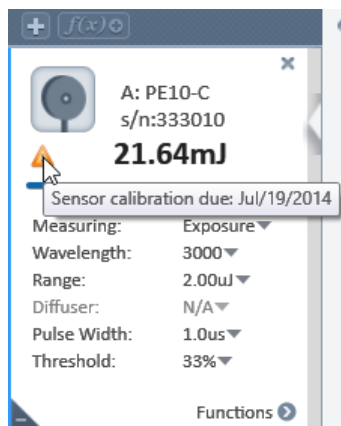 f(x)
A: PE10-C
s/n:333010
21.64mJ
Sensor calibration due: Jul/19/2014
Measuring: Exposure
Wavelength: 3000
Range: 2.00uJ
Diffuser: N/A
Pulse Width: 1.0us
Threshold: 33%
Functions